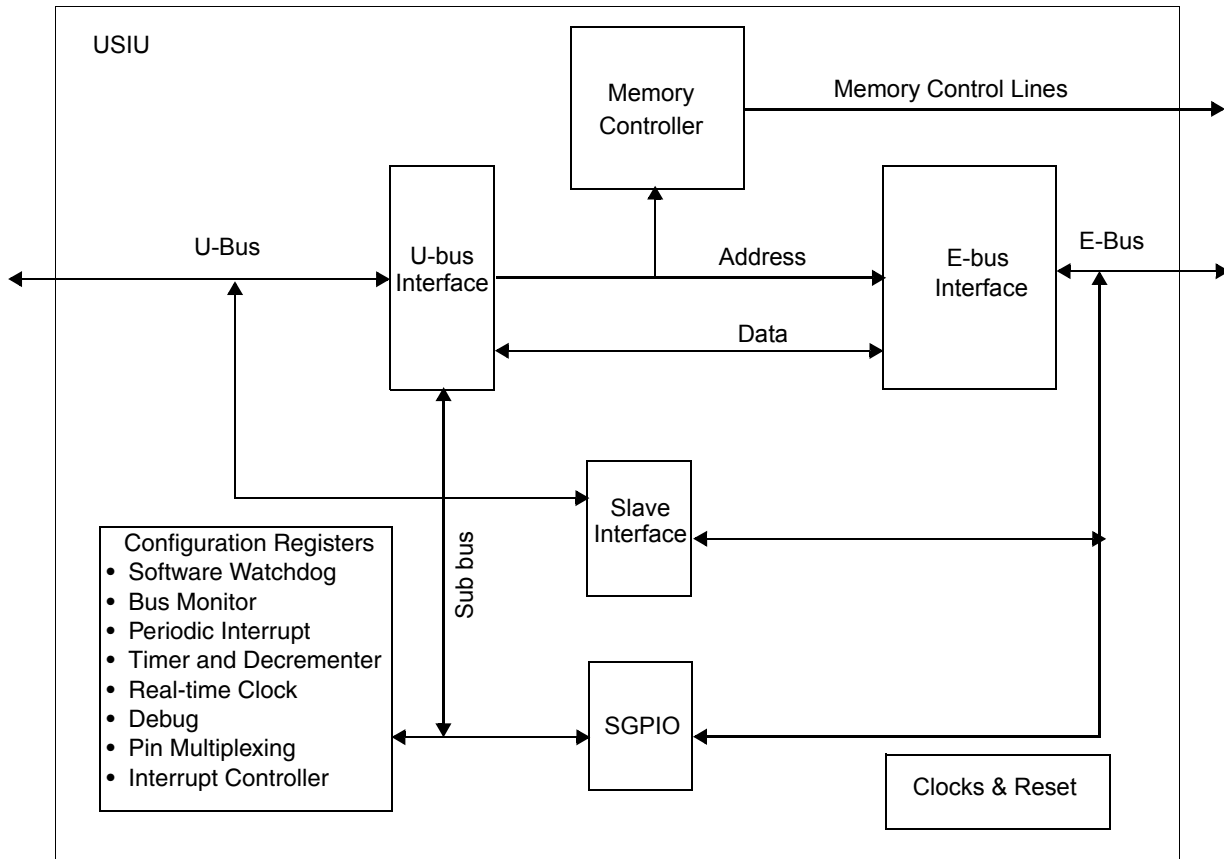 USIU
Memory
Controller
Memory Control Lines
U-Bus
U-bus
Interface
Address
E-bus
Interface
E-Bus
Data
Slave
Interface
Sub bus
Configuration Registers
• Software Watchdog
• Bus Monitor
• Periodic Interrupt
• Timer and Decrementer
• Real-time Clock
• Debug
• Pin Multiplexing
• Interrupt Controller
SGPIO
Clocks & Reset